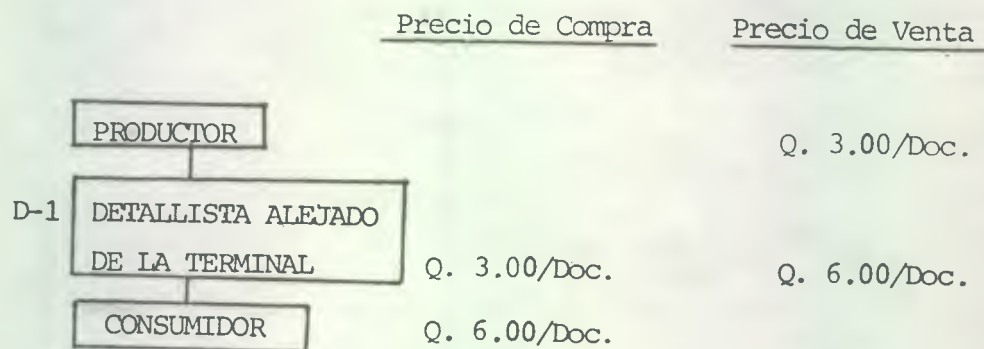 Precio de Compra Precio de Venta
PRODUCTOR Q. 3.00/Doc.
D-1 DETALLISTA ALEJADO
DE LA TERMINAL Q. 3.00/Doc. Q. 6.00/Doc.
CONSUMIDOR Q. 6.00/Doc.